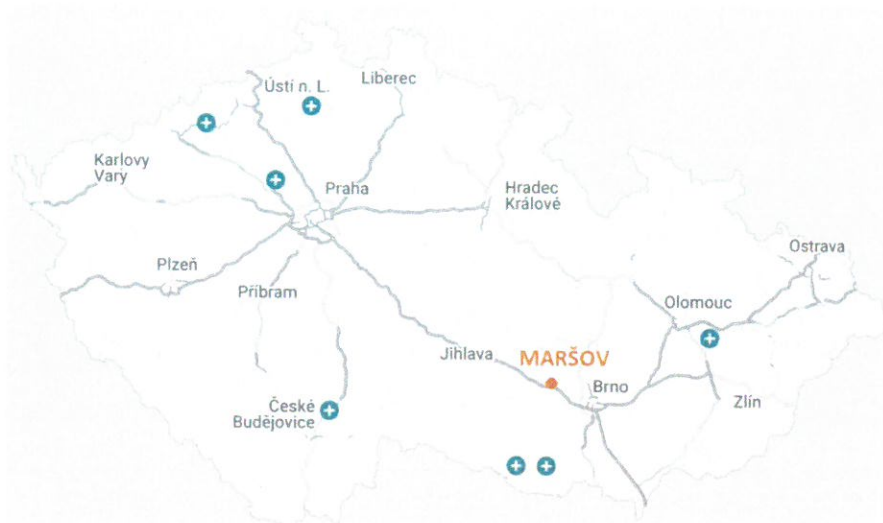 Ústí n. L.
Liberec
Karlovy
Vary
Praha
Hradec
Králové
Ostrava
Plzeň
Příbram
Olomouc
Jihlava
MARŠOV
Brno
Zlín
České
Budějovice